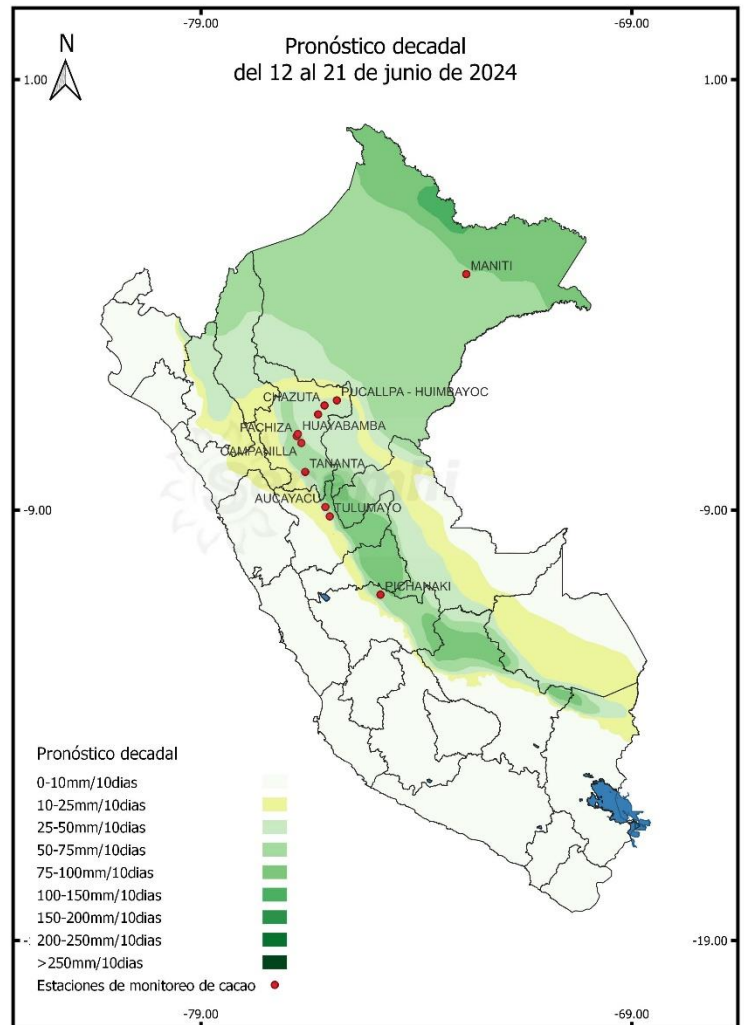 -79.00
-69.00
N
Pronóstico decadal
del 12 al 21 de junio de 2024
1.00
1.00
MANITI
CHAZUTA
PUCALLPA - HUIMBAYOC
PACHIZA
HUAYABAMBA
CAMPANILLA
TANANTA
AUCAYACU
TULUMAYO
-9.00
-9.00
PICHANAKI
Pronóstico decadal
0-10mm/10dias
10-25mm/10dias
25-50mm/10dias
50-75mm/10dias
75-100mm/10dias
100-150mm/10dias
150-200mm/10dias
200-250mm/10dias
>250mm/10dias
Estaciones de monitoreo de cacao
-19.00
-79.00
-69.00